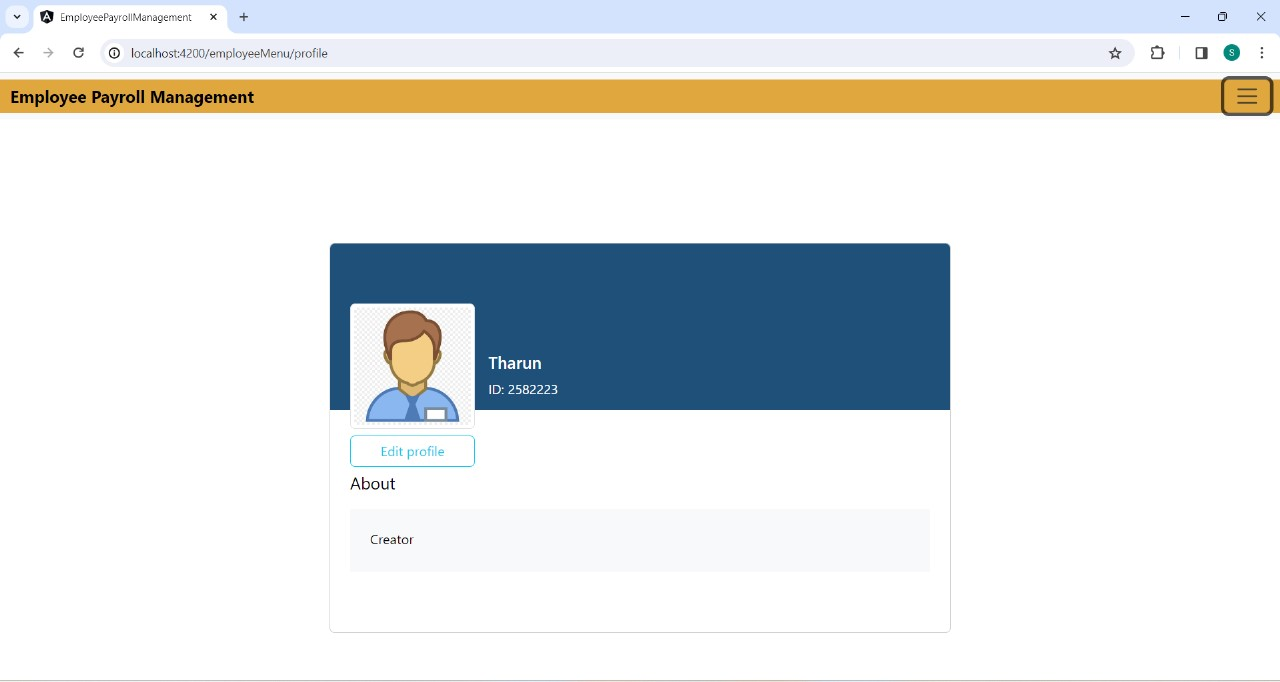 EmployeePayrollManagement
localhost:4200/employeeMenu/profile
S
Employee Payroll Management
Tharun
ID: 2582223
Edit profile
About
Creator